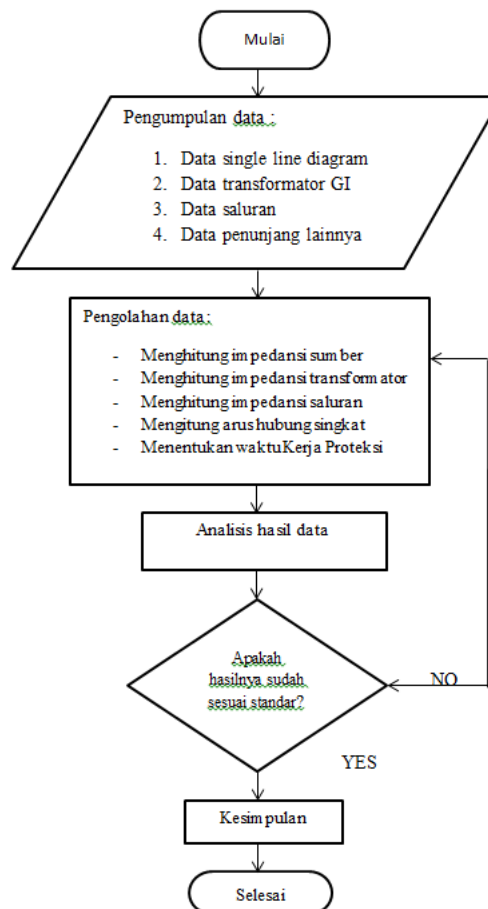 Mulai
Pengumpulan data :
1. Data single line diagram
2. Data transformator GI
3. Data saluran
4. Data penunjang lainnya
Pengolahan data:
- Menghitung impedansi sumber
- Menghitung impedansi transformator
- Menghitung impedansi saluran
- Mengitung arus hubung singkat
- Menentukan waktu Kerja Proteksi
Analisis hasil data
Apakah
hasilnya sudah
sesuai standar?
NO
YES
Kesimpulan
Selesai